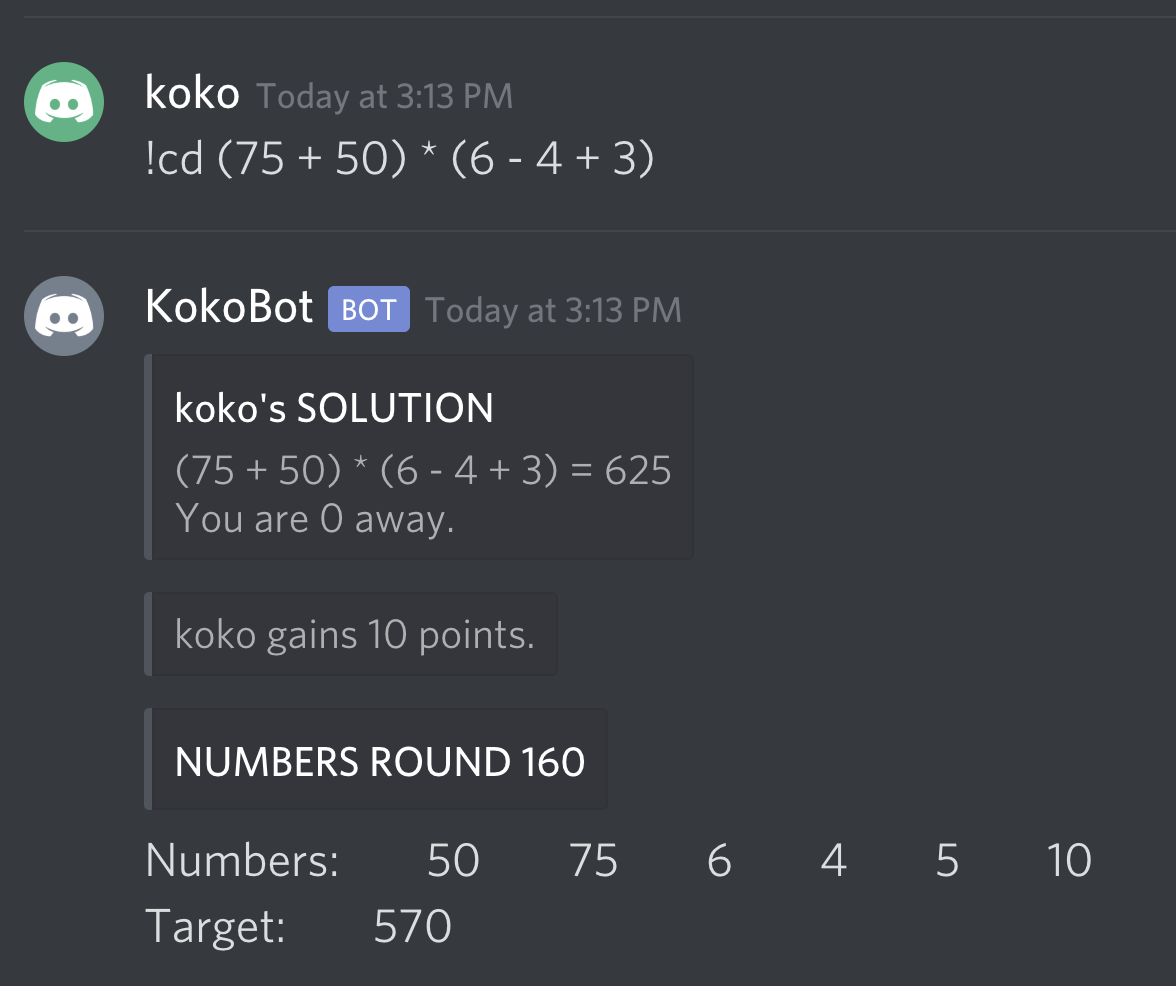 koko Today at 3:13 PM
!cd (75 + 50) * (6 - 4 + 3)
KokoBot BOT Today at 3:13 PM
koko's SOLUTION
(75 + 50) * (6 - 4 + 3) = 625
You are 0 away.
koko gains 10 points.
NUMBERS ROUND 160
Numbers: 50 75 6 4 5 10
Target: 570